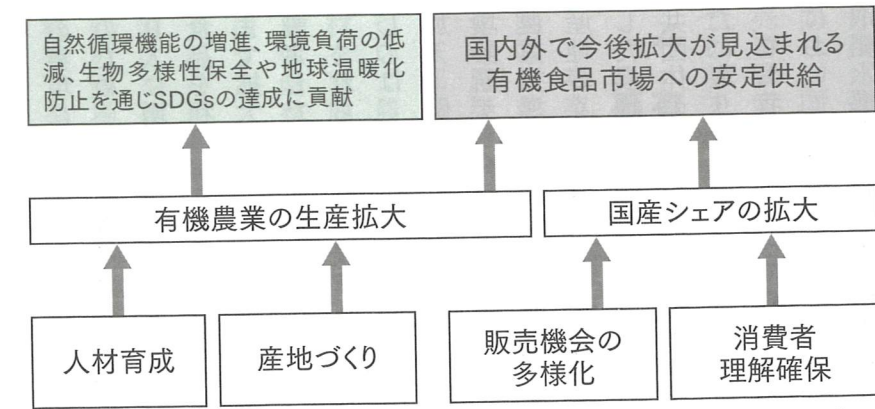 自然循環機能の増進、環境負荷の低
減、生物多様性保全や地球温暖化
防止を通じSDGsの達成に貢献
国内外で今後拡大が見込まれる
有機食品市場への安定供給
有機農業の生産拡大
国産シェアの拡大
人材育成
産地づくり
販売機会の
多様化
消費者
理解確保